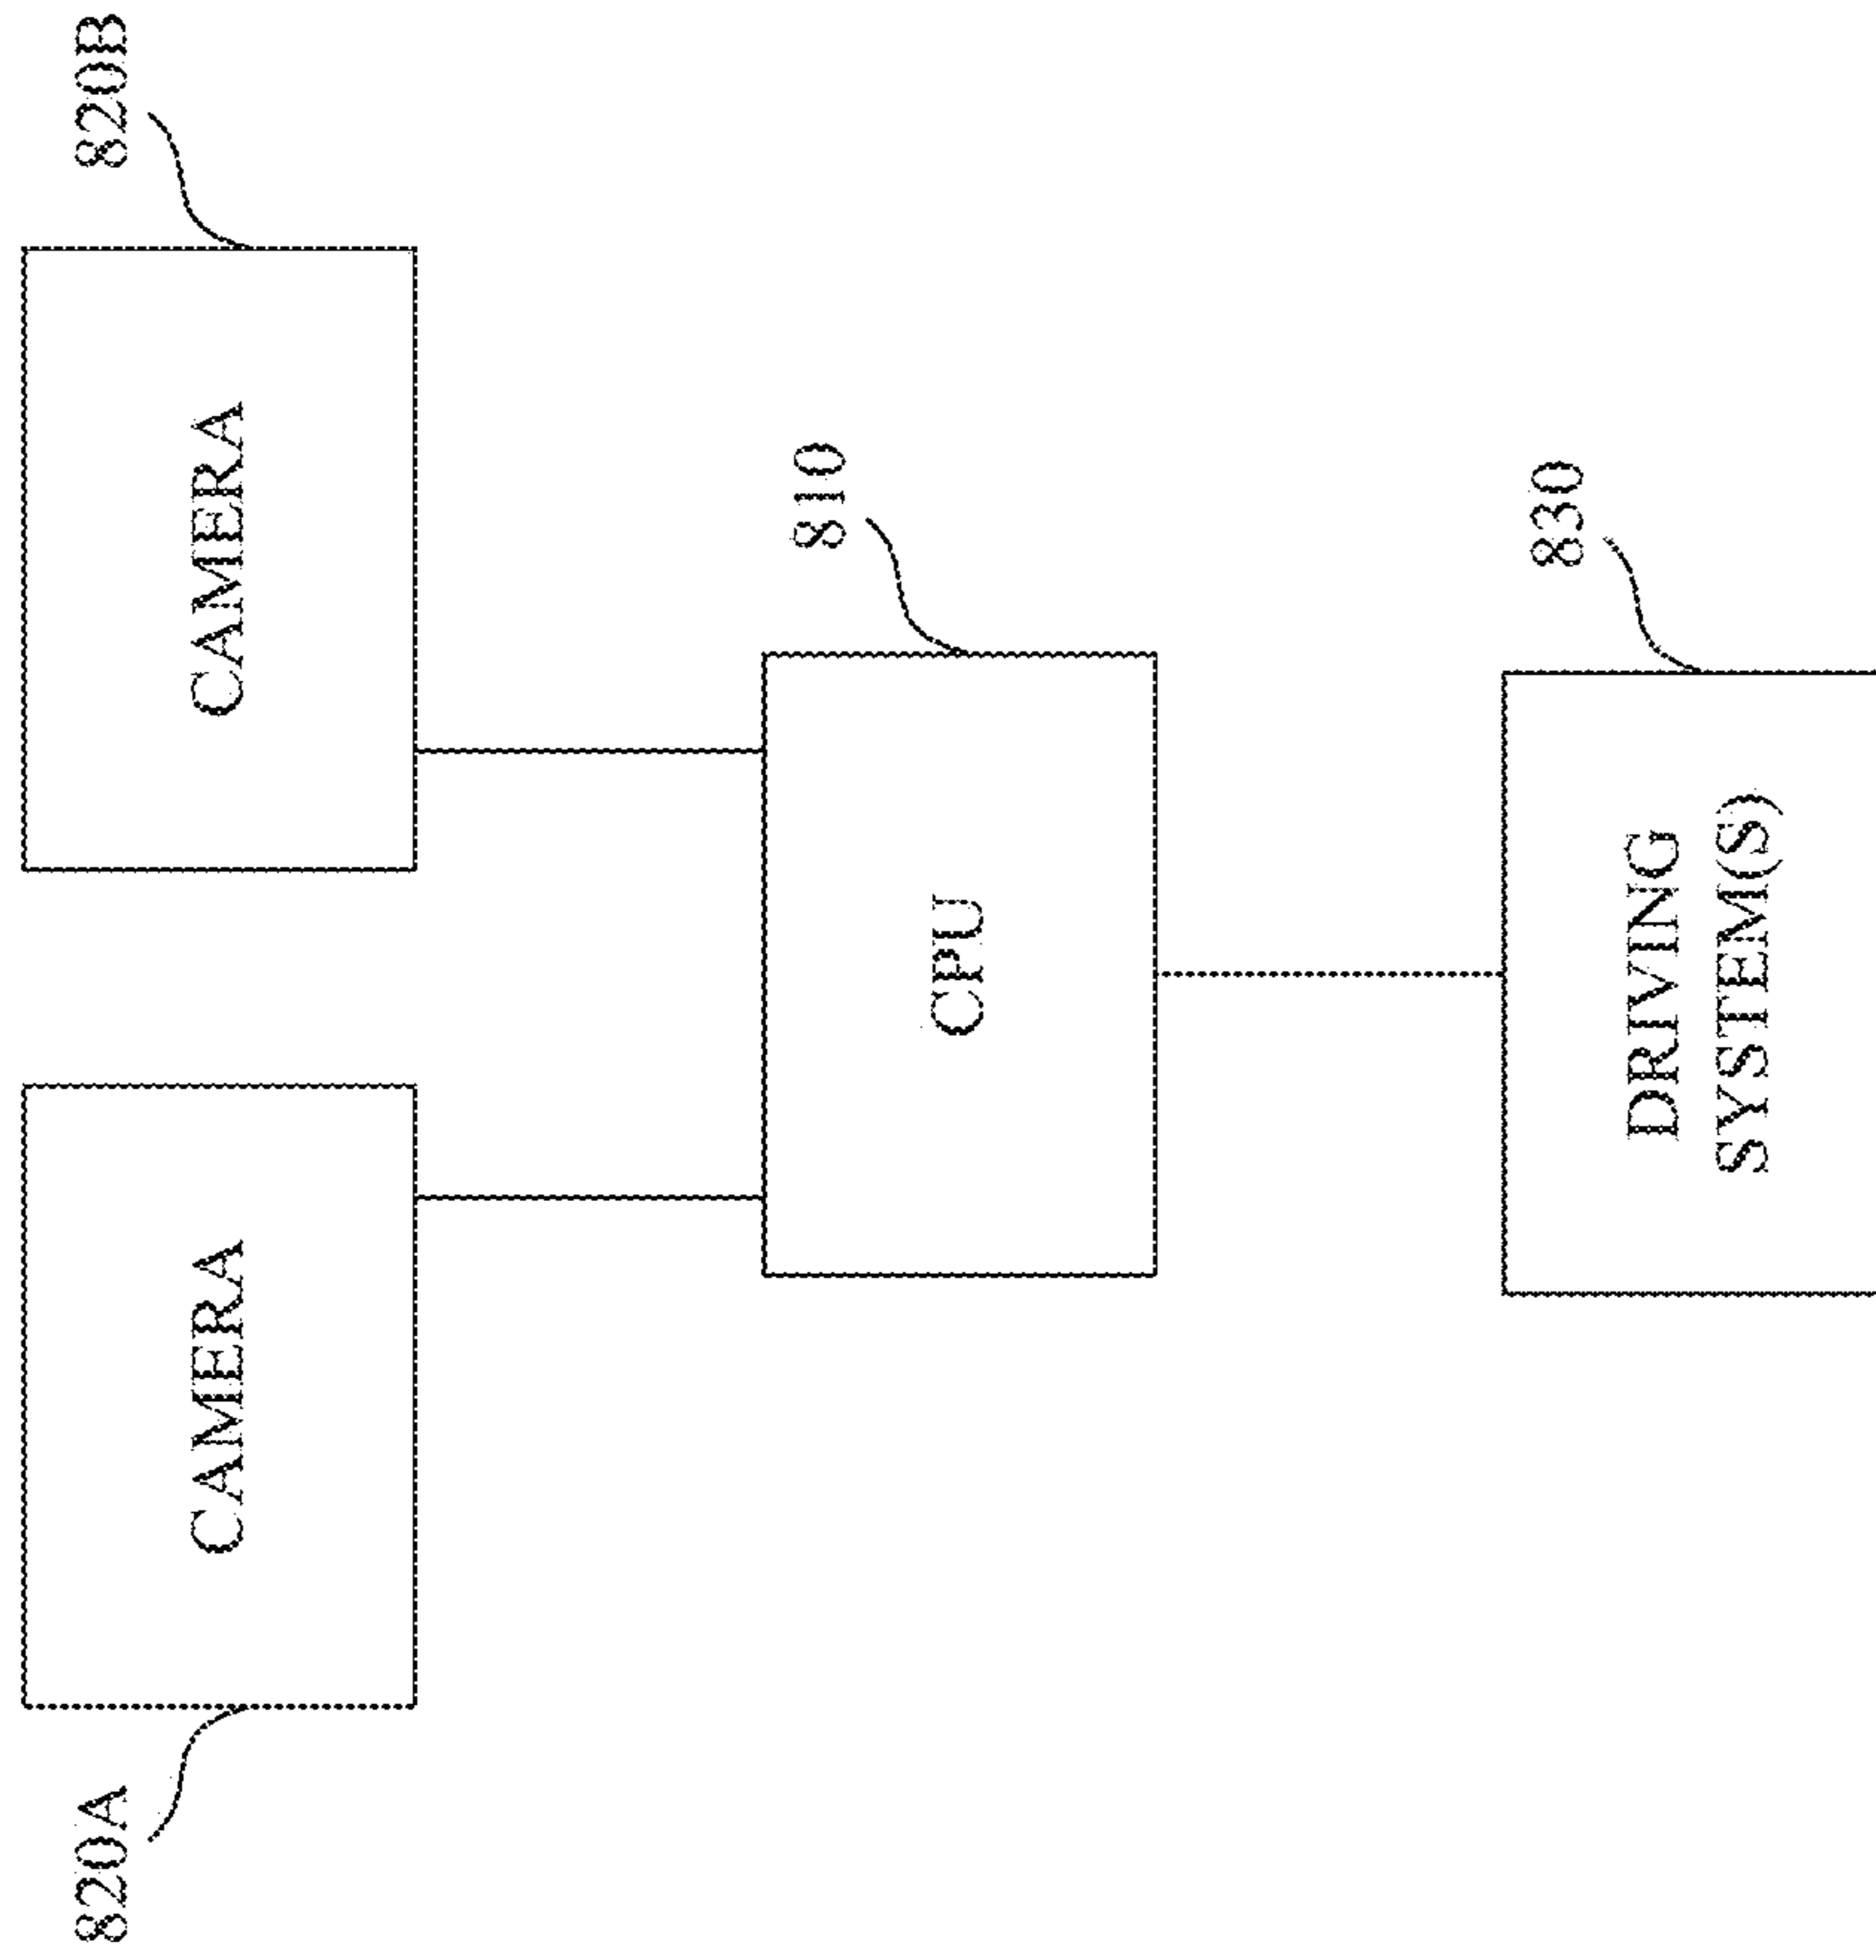 820A
820B
CAMERA
CAMERA
810
CPU
830
DRIVING
SYSTEM(S)